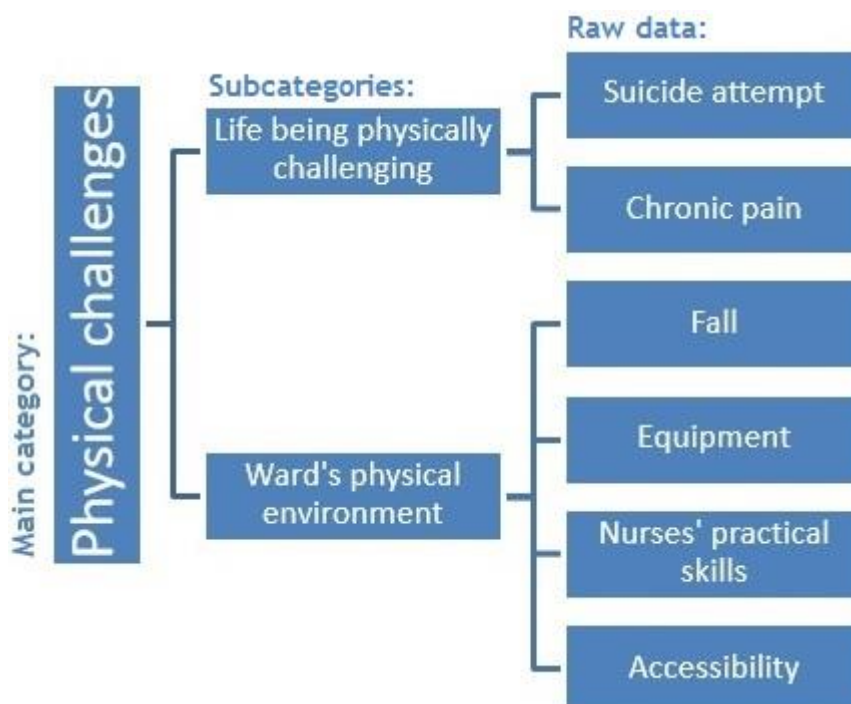 Main category:
Physical challenges
Subcategories:
Life being physically
challenging
Ward's physical
environment
Raw data:
Suicide attempt
Chronic pain
Fall
Equipment
Nurses' practical
skills
Accessibility